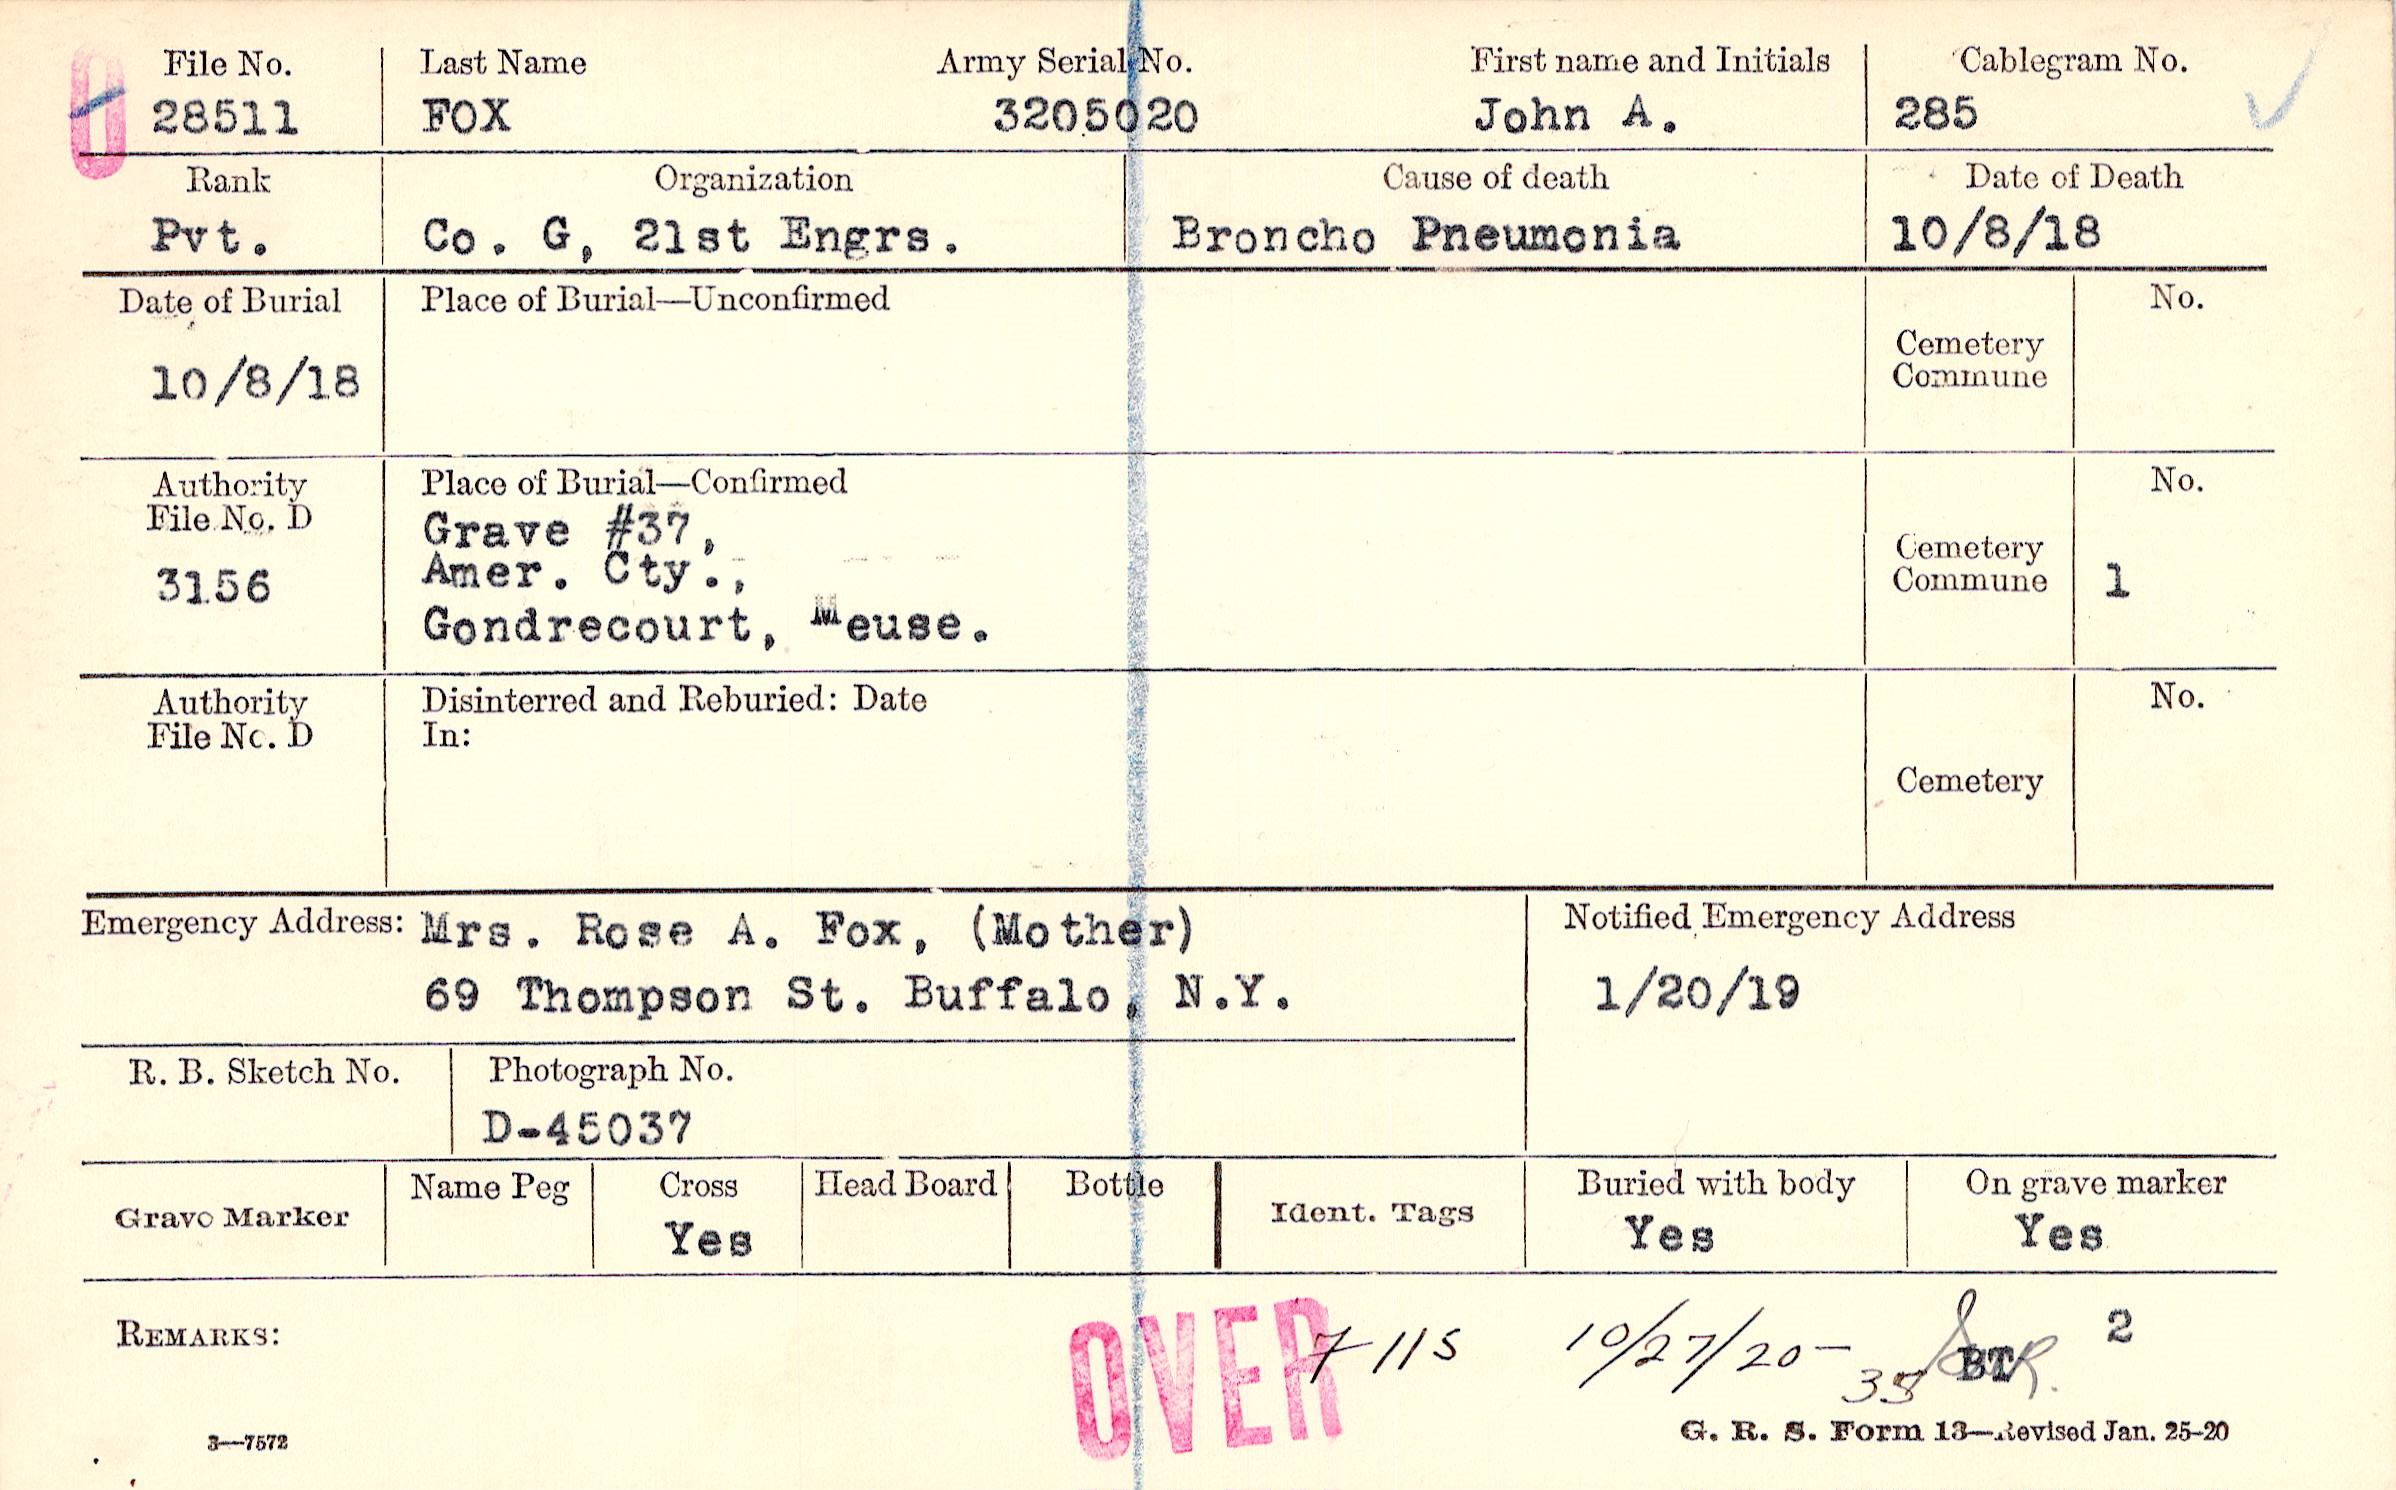 File No. Last Name Army Serial No. First name and Initials Cablegram No.
28511 FOX 3205020 John A. 285
Rank Organization Cause of death Date of Death
Pvt. Co. G, 21st Engrs. Broncho Pneumonia 10/8/18
Date of Burial Place of Burial—Unconfirmed No.
Cemetery
Commune
10/8/18
Authority Place of Burial—Confirmed No.
File No. D
Grave #37,
Amer. Cty.,
Cemetery
Commune
3156 1
Gondrecourt, Meuse.
Authority Disinterred and Reburied: Date No.
File No. D In:
Cemetery
Emergency Address: Mrs. Rose A. Fox, (Mother) Notified Emergency Address
69 Thompson St. Buffalo, N.Y. 1/20/19
R. B. Sketch No. Photograph No.
D-45037
Grave Marker Name Peg Cross Head Board Bottle Ident. Tags Buried with body On grave marker
Yes Yes Yes
REMARKS: OVER 7-115 10/27/20- 2
35 BT
3—7572 G. R. S. Form 13—Revised Jan. 25-20